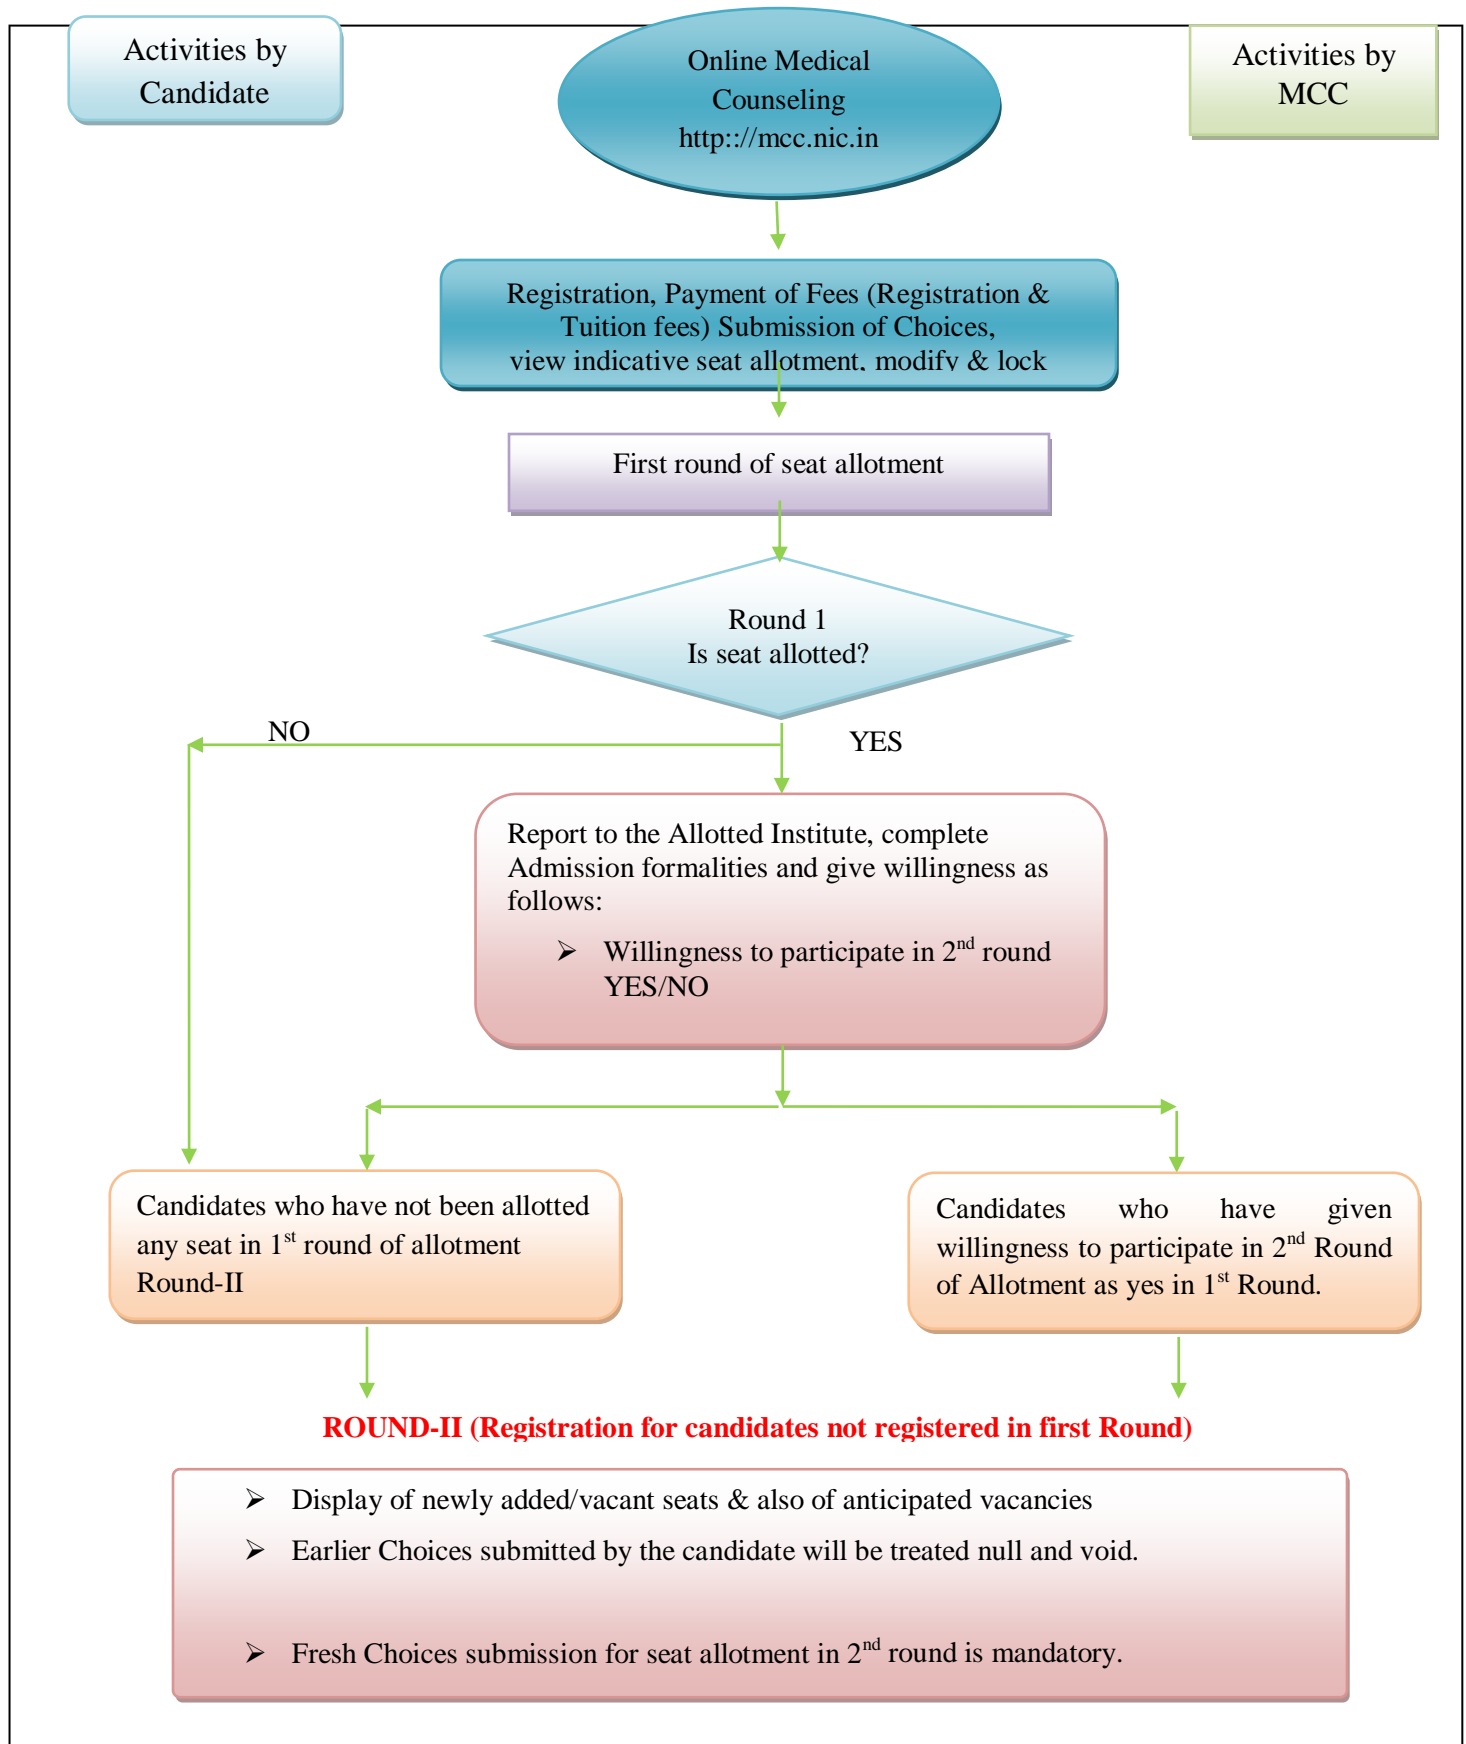 Activities by
Candidate
Online Medical
Counseling
http:://mcc.nic.in
Activities by
MCC
Registration, Payment of Fees (Registration &
Tuition fees) Submission of Choices,
view indicative seat allotment, modify & lock
First round of seat allotment
Round 1
Is seat allotted?
NO
YES
Report to the Allotted Institute, complete
Admission formalities and give willingness as
follows:
➢ Willingness to participate in 2nd round
YES/NO
Candidates who have not been allotted
any seat in 1st round of allotment
Round-II
Candidates who have given
willingness to participate in 2nd Round
of Allotment as yes in 1st Round.
ROUND-II (Registration for candidates not registered in first Round)
➢ Display of newly added/vacant seats & also of anticipated vacancies
➢ Earlier Choices submitted by the candidate will be treated null and void.
➢ Fresh Choices submission for seat allotment in 2nd round is mandatory.